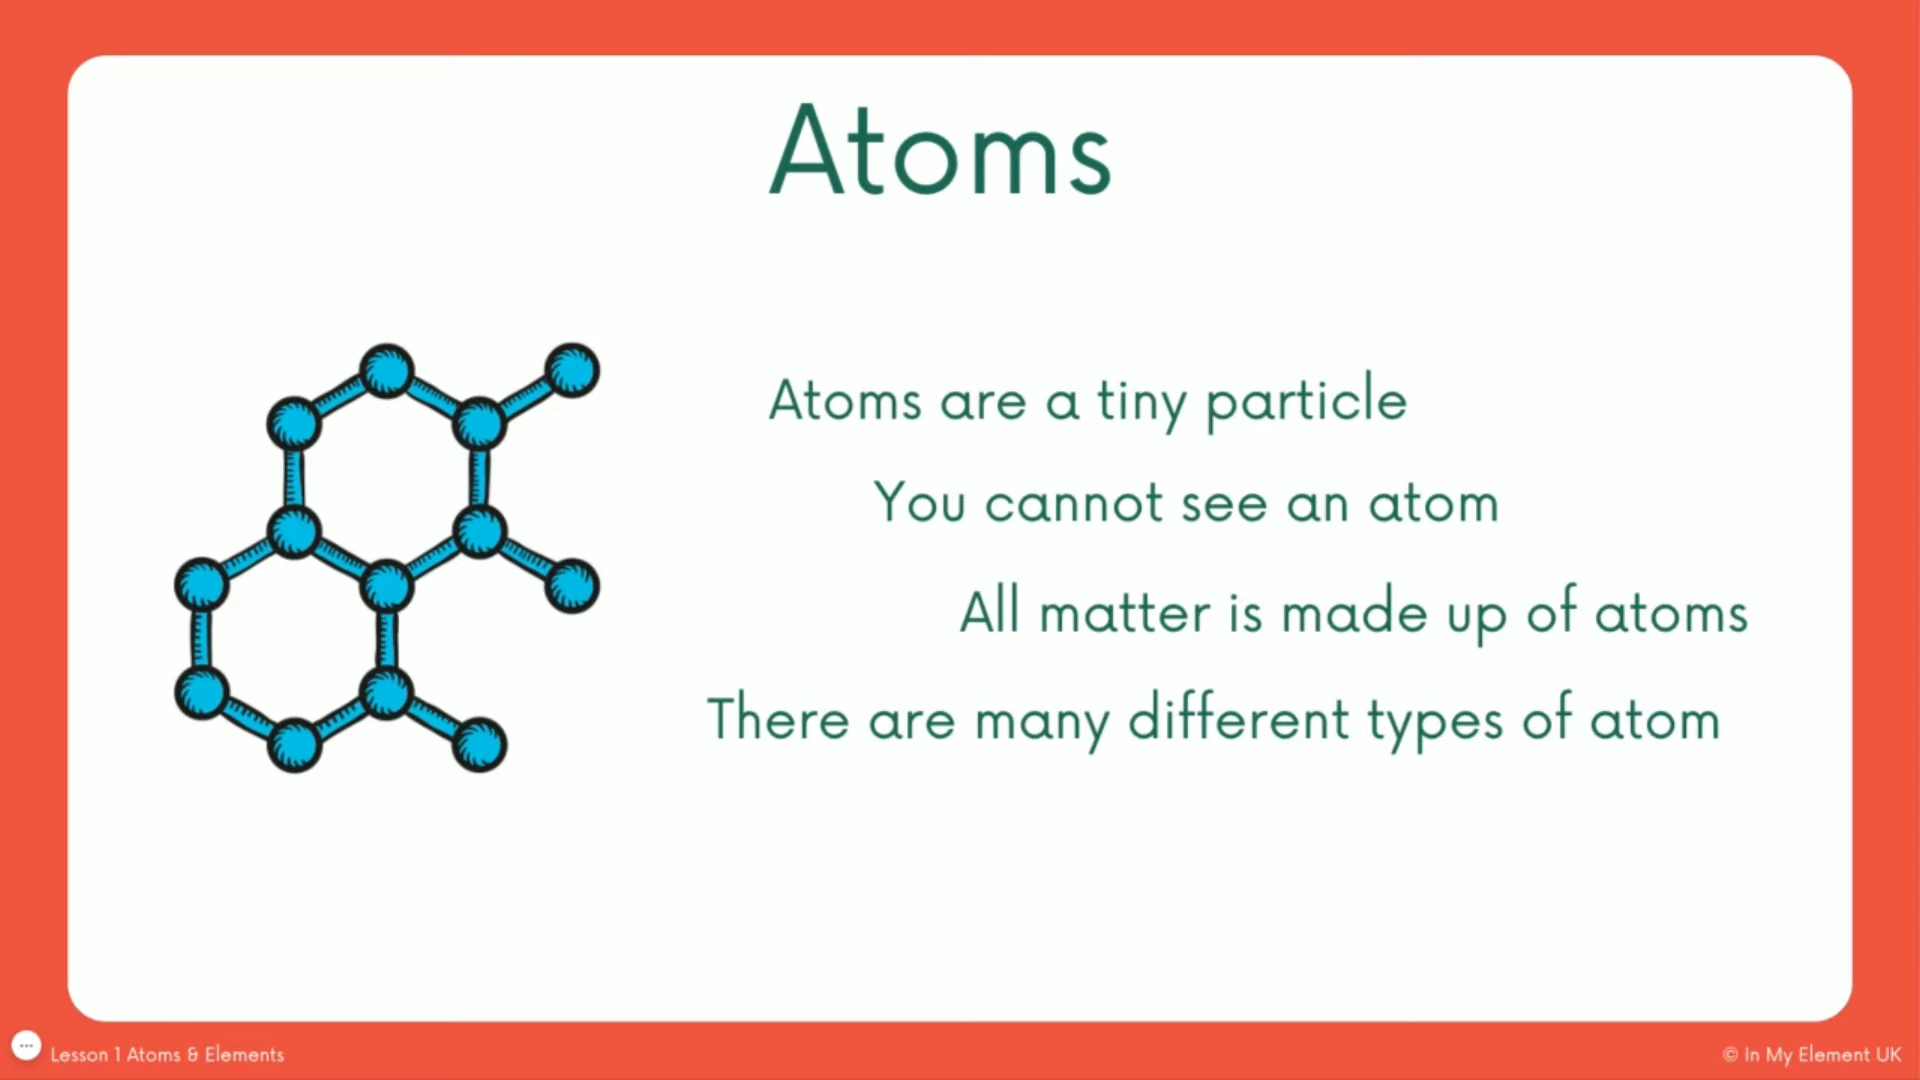 Atoms
Atoms are a tiny particle
You cannot see an atom
All matter is made up of atoms
There are many different types of atom
Lesson 1 Atoms & Elements
© In My Element UK